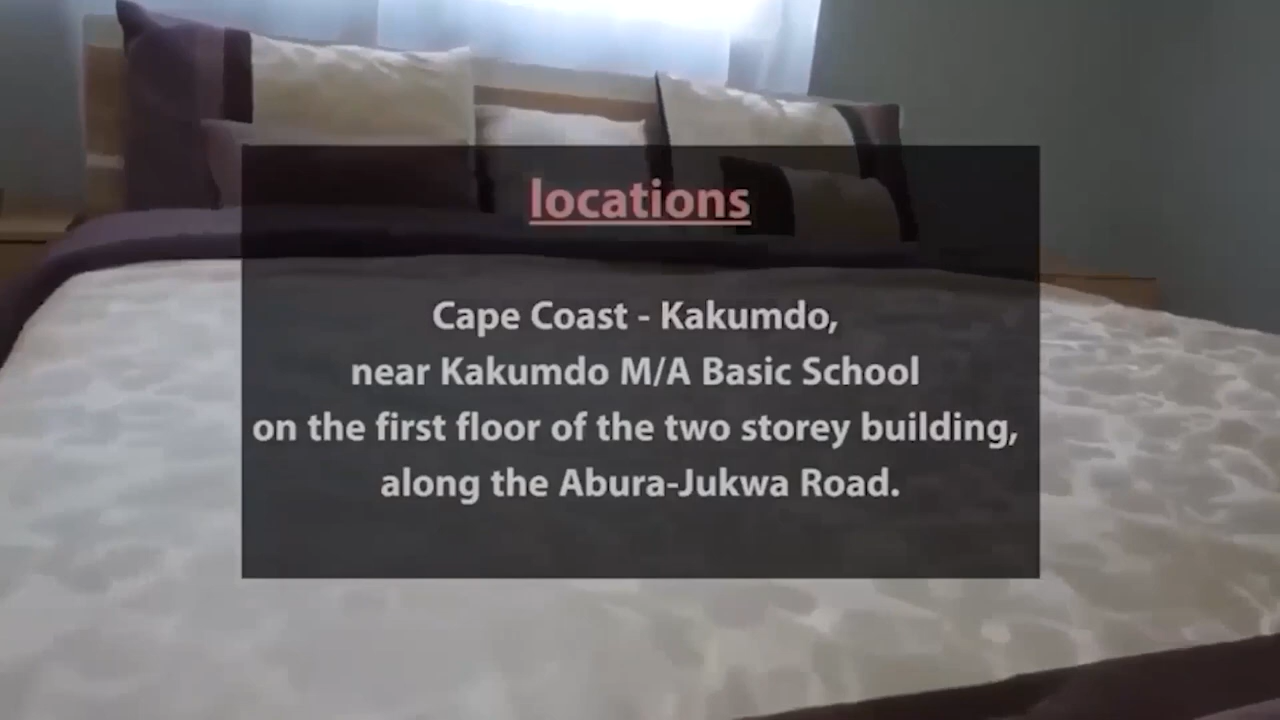 locations
Cape Coast - Kakumdo,
near Kakumdo M/A Basic School
on the first floor of the two storey building,
along the Abura-Jukwa Road.